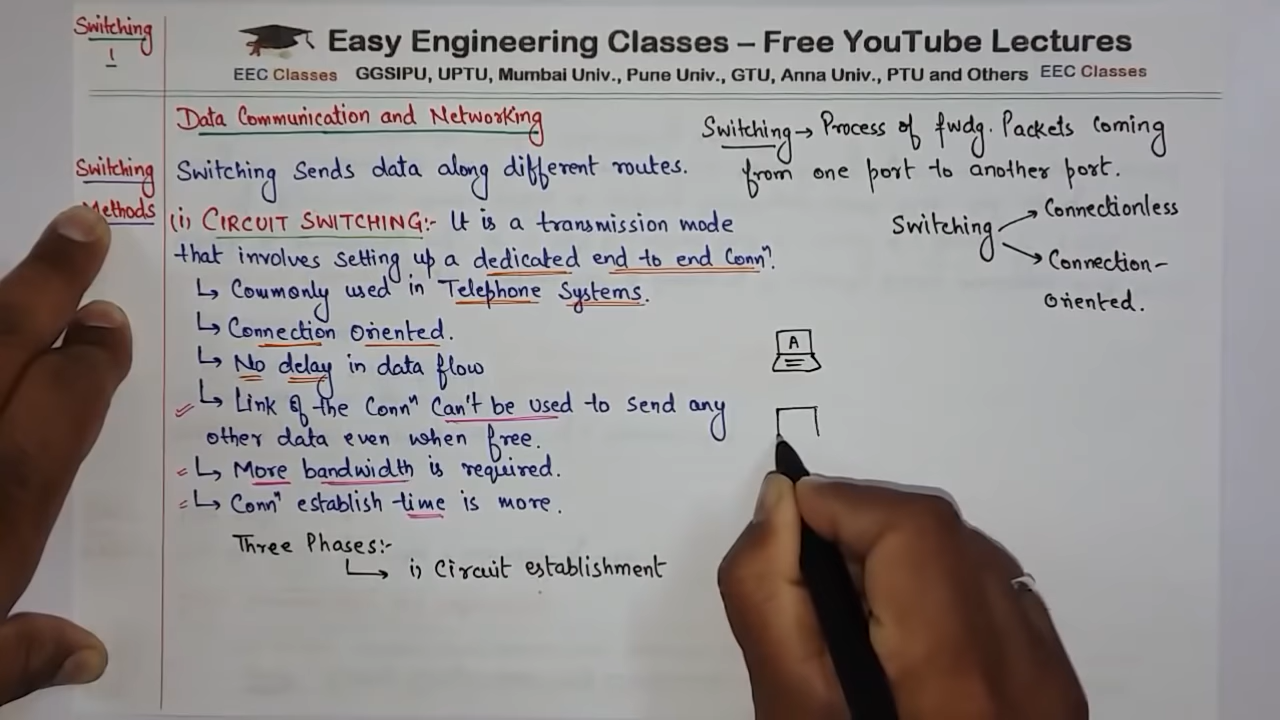 Switching
1
Easy Engineering Classes – Free YouTube Lectures
EEC Classes GGSIPU, UPTU, Mumbai Univ., Pune Univ., GTU, Anna Univ., PTU and Others EEC Classes
Data Communication and Networking
Switching → Process of fwdg. Packets coming
from one port to another port.
Switching
Methods
Switching sends data along different routes.
Switching → Connectionless
→ Connection-
oriented.
(i) CIRCUIT SWITCHING:- It is a transmission mode
that involves setting up a dedicated end to end Connⁿ.
↳ Commonly used in Telephone Systems.
↳ Connection Oriented.
↳ No delay in data flow
↳ Link of the Connⁿ Can't be used to send any
other data even when free.
↳ More bandwidth is required.
↳ Connⁿ establish time is more.
Three Phases:-
↳ i) Circuit establishment
A